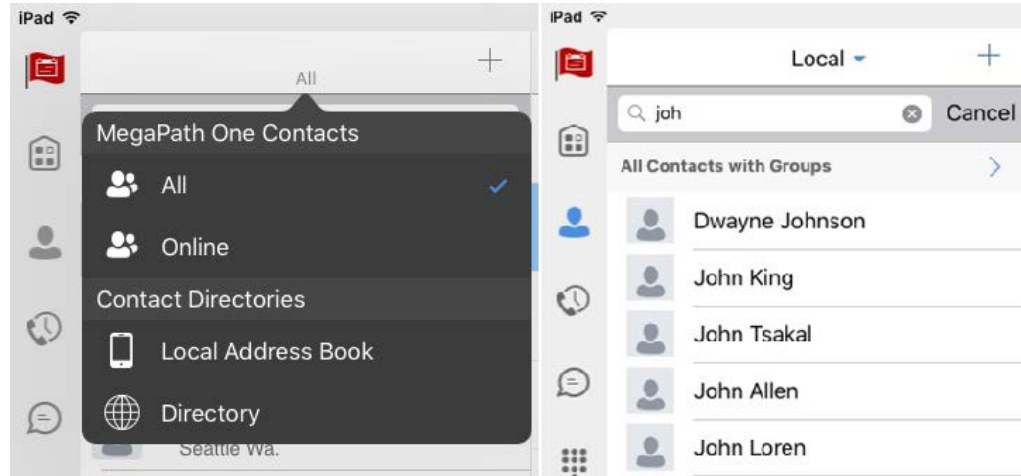 iPad
All
MegaPath One Contacts
All
Online
Contact Directories
Local Address Book
Directory
Seattle Wa.
iPad
Local
joh
Cancel
All Contacts with Groups
Dwayne Johnson
John King
John Tsakal
John Allen
John Loren